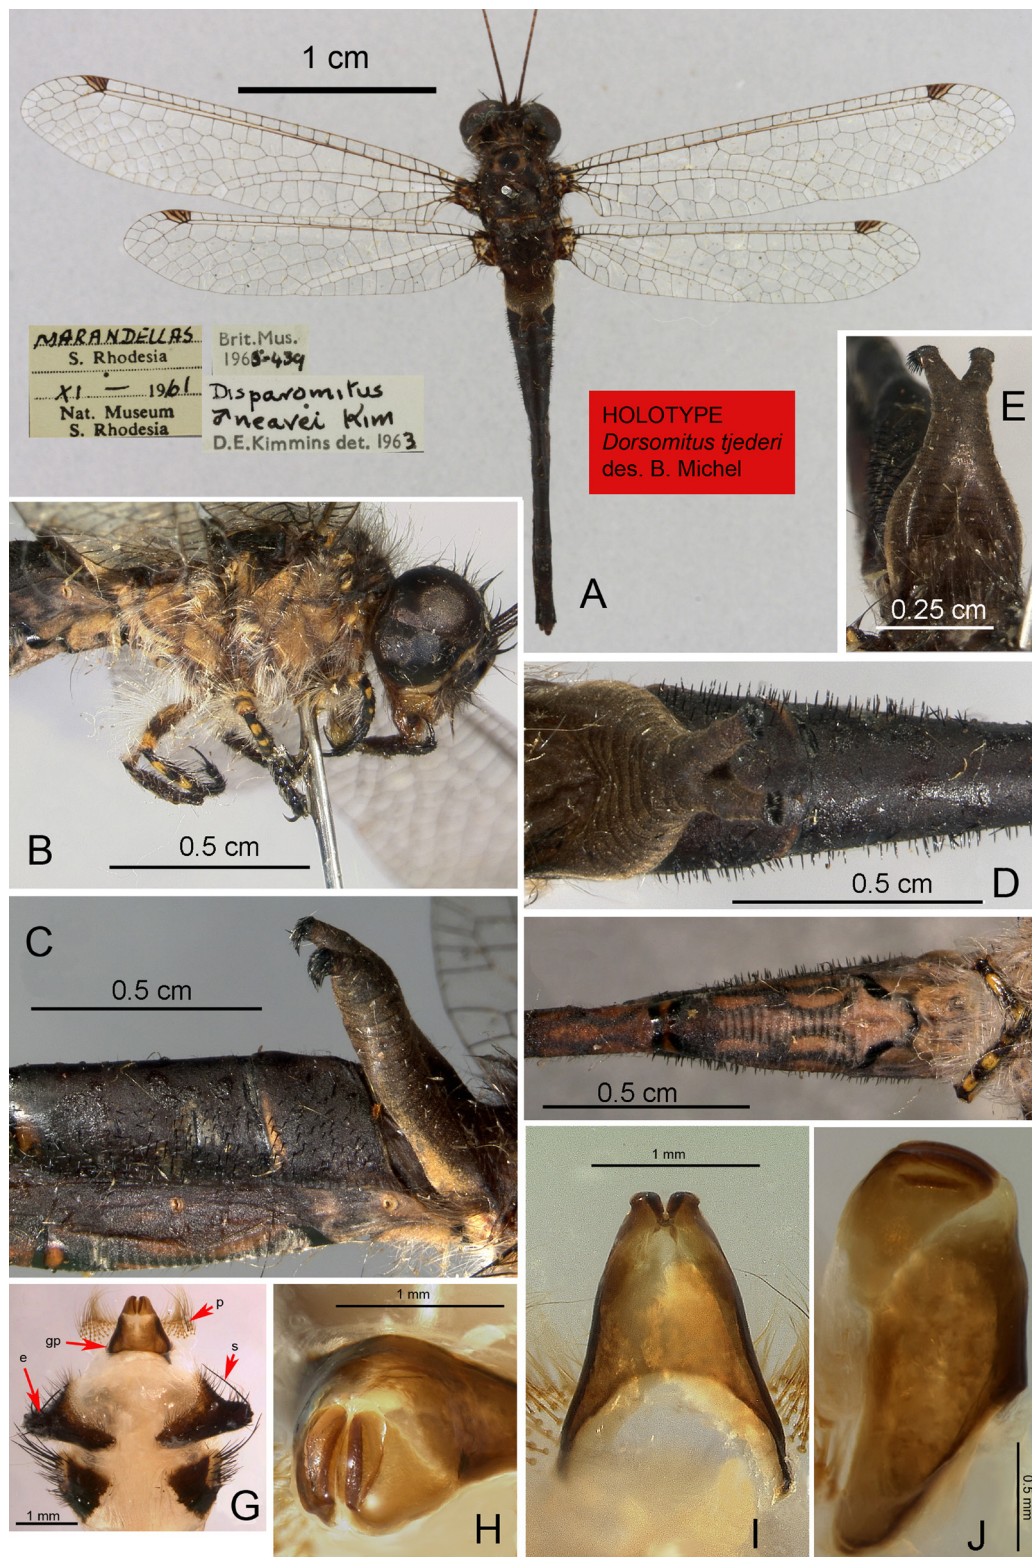 1 cm
MARANDELLAS
S. Rhodesia
XI — 1961
Nat. Museum
S. Rhodesia
Brit.Mus.
1963-439
Disparomitus
♂ neavei Kim
D.E.Kimmins det. 1963
HOLOTYPE
Dorsomitus tjederi
des. B. Michel
A
E
0.25 cm
B
0.5 cm
D
0.5 cm
C
0.5 cm
0.5 cm
G
p
gp
s
e
1 mm
H
1 mm
I
1 mm
J
0.5 mm